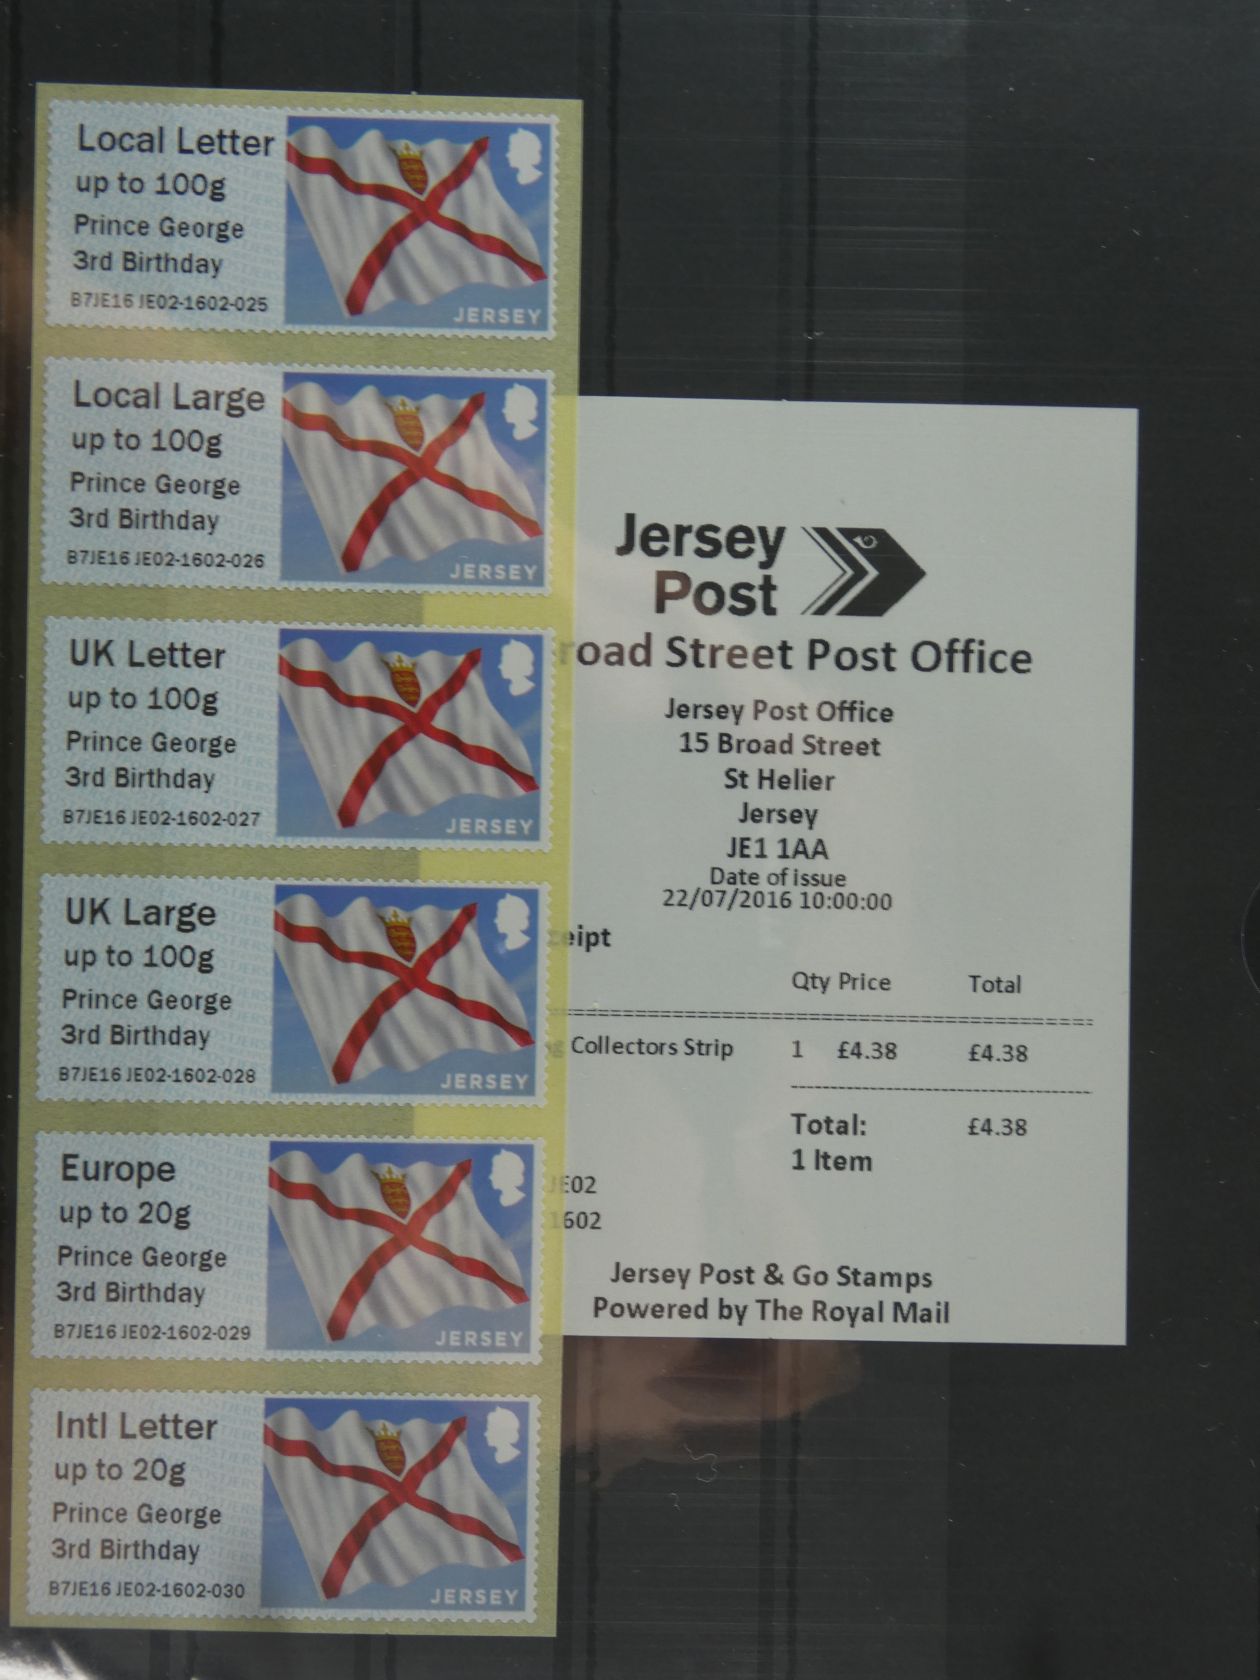 Local Letter
up to 100g
Prince George
3rd Birthday
B7JE16 JE02-1602-025
JERSEY
Local Large
up to 100g
Prince George
3rd Birthday
B7JE16 JE02-1602-026
JERSEY
UK Letter
up to 100g
Prince George
3rd Birthday
B7JE16 JE02-1602-027
JERSEY
UK Large
up to 100g
Prince George
3rd Birthday
B7JE16 JE02-1602-028
JERSEY
Europe
up to 20g
Prince George
3rd Birthday
B7JE16 JE02-1602-029
JERSEY
Intl Letter
up to 20g
Prince George
3rd Birthday
B7JE16 JE02-1602-030
JERSEY
Jersey
Post
road Street Post Office
Jersey Post Office
15 Broad Street
St Helier
Jersey
JE1 1AA
Date of issue
22/07/2016 10:00:00
eipt
Qty Price Total
Collectors Strip 1 £4.38 £4.38
Total: £4.38
1 Item
JE02
1602
Jersey Post & Go Stamps
Powered by The Royal Mail